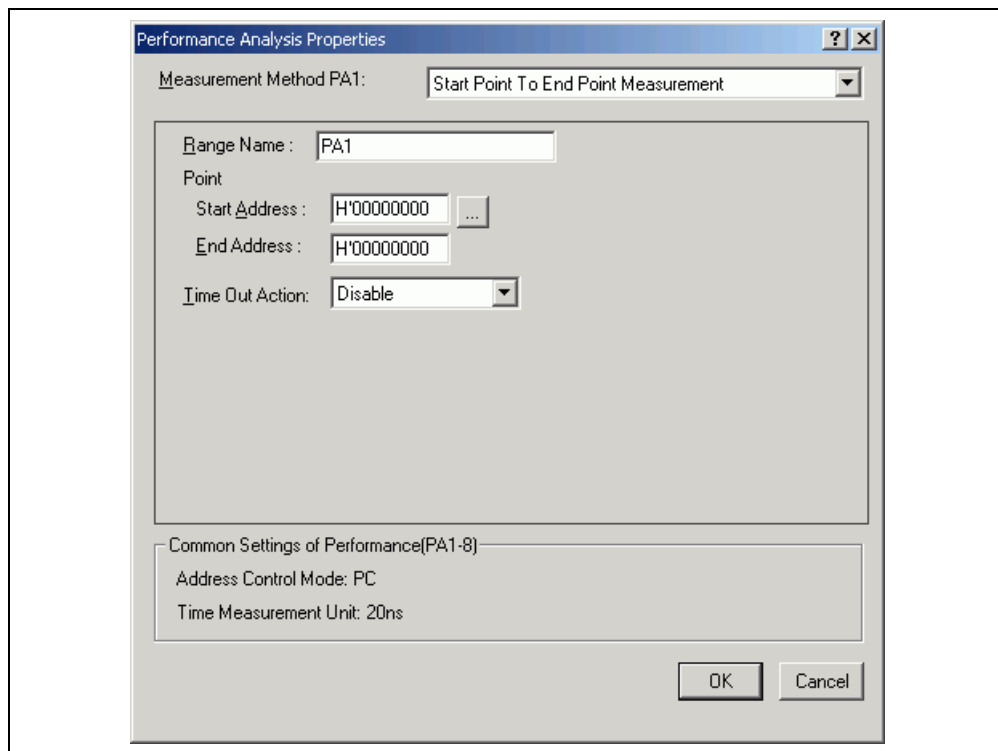 Performance Analysis Properties
Measurement Method PA1: Start Point To End Point Measurement
Range Name : PA1
Point
Start Address : H'00000000 ...
End Address : H'00000000
Time Out Action: Disable
Common Settings of Performance(PA1-8)
Address Control Mode: PC
Time Measurement Unit: 20ns
OK Cancel